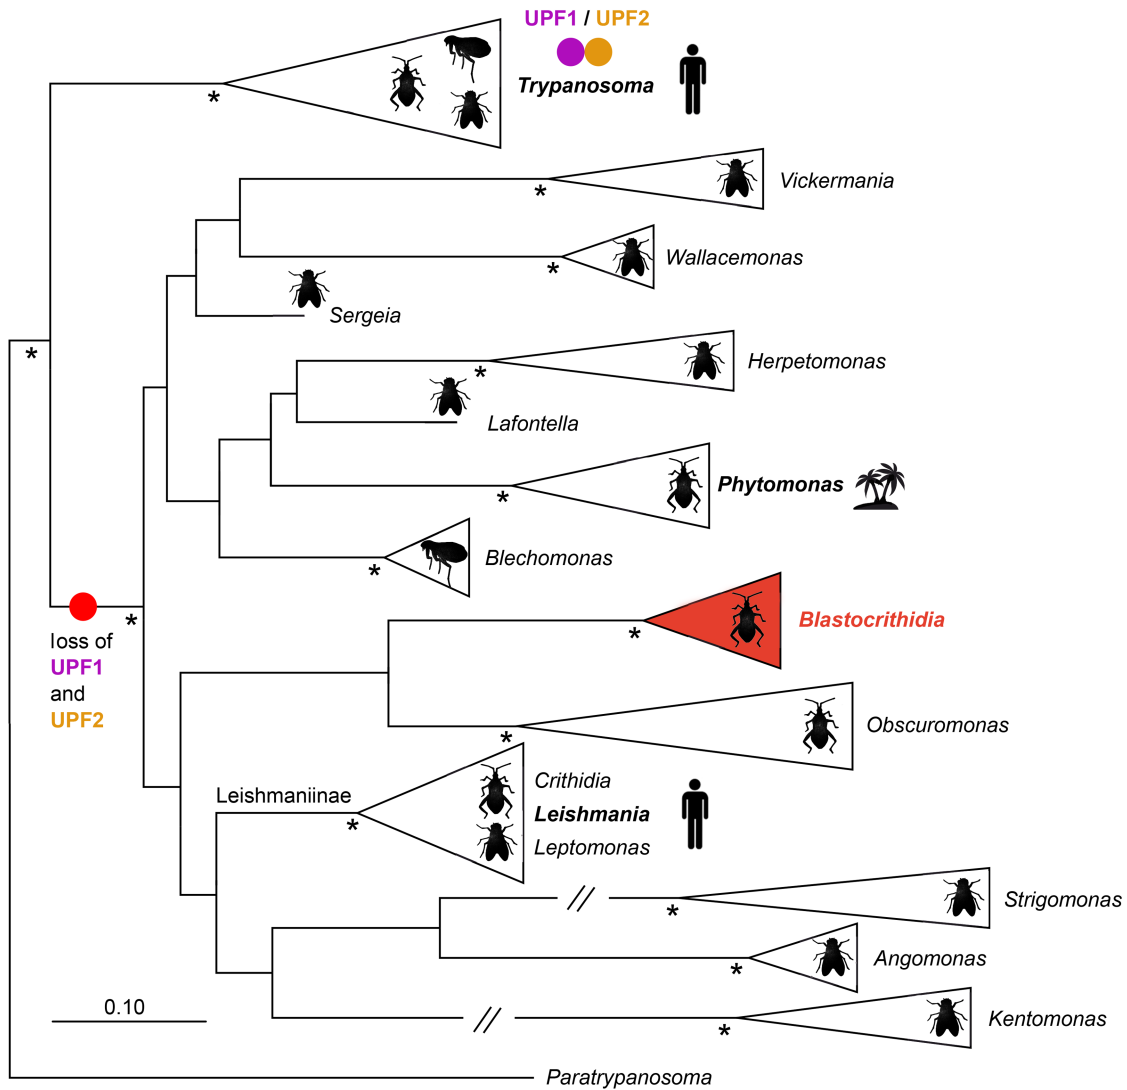 UPF1 / UPF2
Trypanosoma
*
Vickermania
*
Wallacemonas
*
Sergeia
*
Herpetomonas
*
Lafontella
Phytomonas
*
Blechomonas
*
loss of
UPF1
and
UPF2
*
Blastocrithidia
*
Obscuromonas
*
Leishmaniinae
*
Crithidia
Leishmania
Leptomonas
//
*
Strigomonas
Angomonas
*
0.10
//
*
Kentomonas
Paratrypanosoma